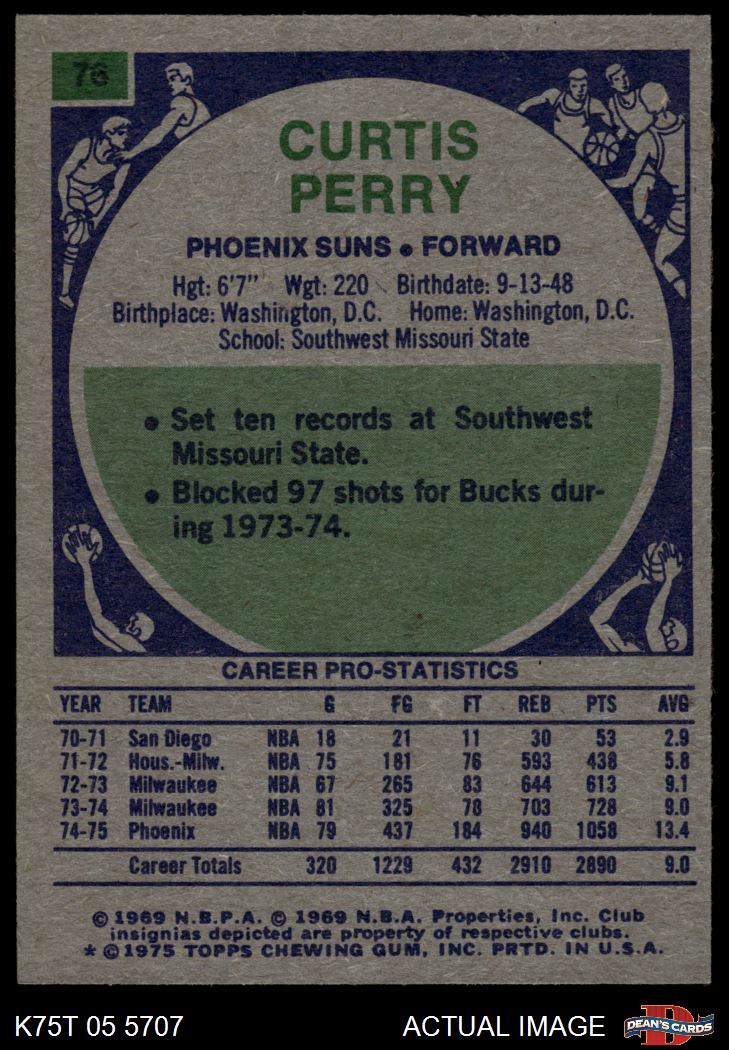 76
CURTIS
PERRY
PHOENIX SUNS • FORWARD
Hgt: 6'7" Wgt: 220 Birthdate: 9-13-48
Birthplace: Washington, D.C. Home: Washington, D.C.
School: Southwest Missouri State
• Set ten records at Southwest
Missouri State.
• Blocked 97 shots for Bucks dur-
ing 1973-74.
CAREER PRO-STATISTICS
YEAR TEAM G FG FT REB PTS AVG
70-71 San Diego NBA 18 21 11 30 53 2.9
71-72 Hous.-Milw. NBA 75 181 76 593 438 5.8
72-73 Milwaukee NBA 67 265 83 644 613 9.1
73-74 Milwaukee NBA 81 325 78 703 728 9.0
74-75 Phoenix NBA 79 437 184 940 1058 13.4
Career Totals 320 1229 432 2910 2890 9.0
© 1969 N.B.P.A. © 1969 N.B.A. Properties, Inc. Club
insignias depicted are property of respective clubs.
* © 1975 TOPPS CHEWING GUM, INC. PRTD. IN U.S.A.
K75T 05 5707 ACTUAL IMAGE
D
DEAN'S CARDS